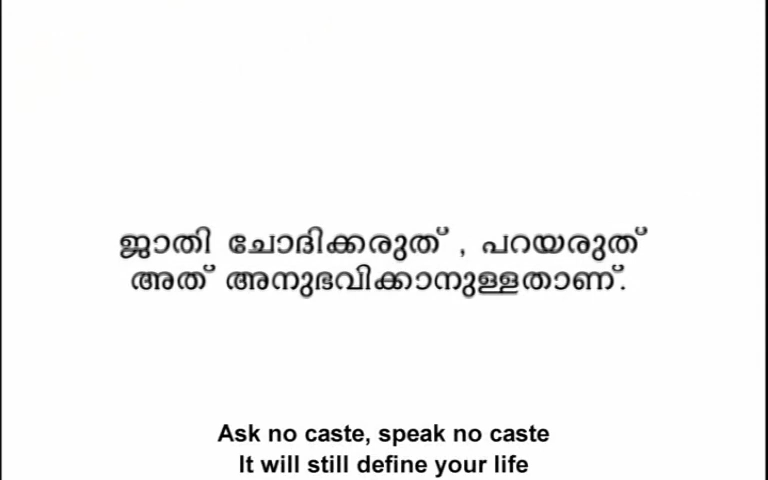 ജാതി ചോദിക്കരുത് , പറയരുത്
അത് അനുഭവിക്കാനുള്ളതാണ്.
Ask no caste, speak no caste
It will still define your life